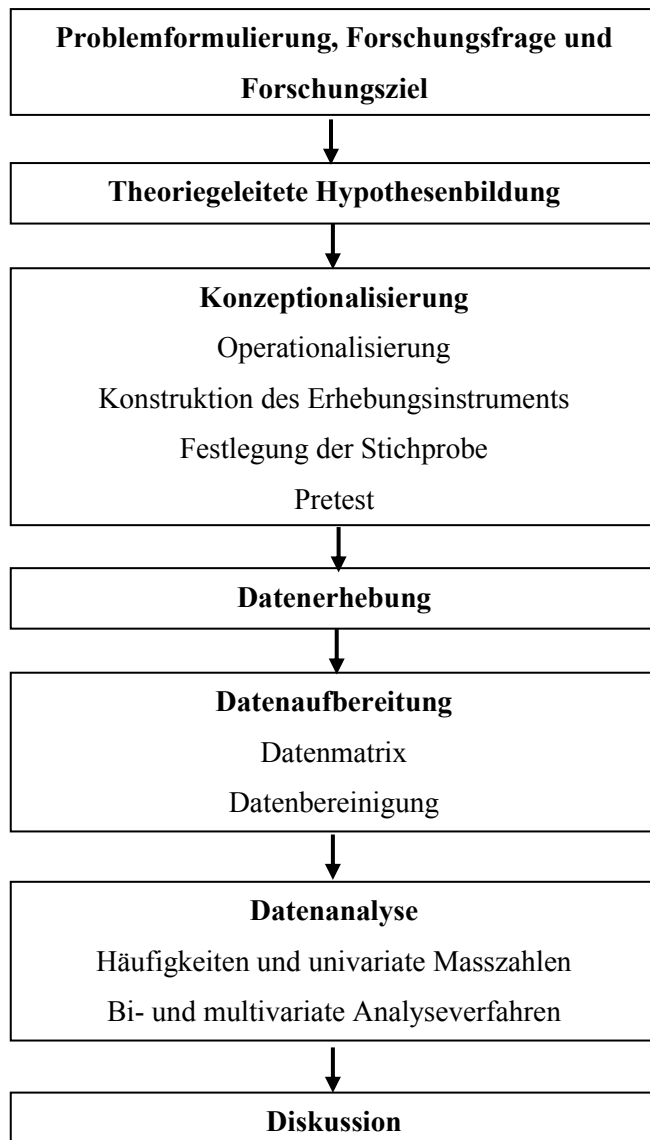 Problemformulierung, Forschungsfrage und
Forschungsziel
Theoriegeleitete Hypothesenbildung
Konzeptionalisierung
Operationalisierung
Konstruktion des Erhebungsinstruments
Festlegung der Stichprobe
Pretest
Datenerhebung
Datenaufbereitung
Datenmatrix
Datenbereinigung
Datenanalyse
Häufigkeiten und univariate Masszahlen
Bi- und multivariate Analyseverfahren
Diskussion